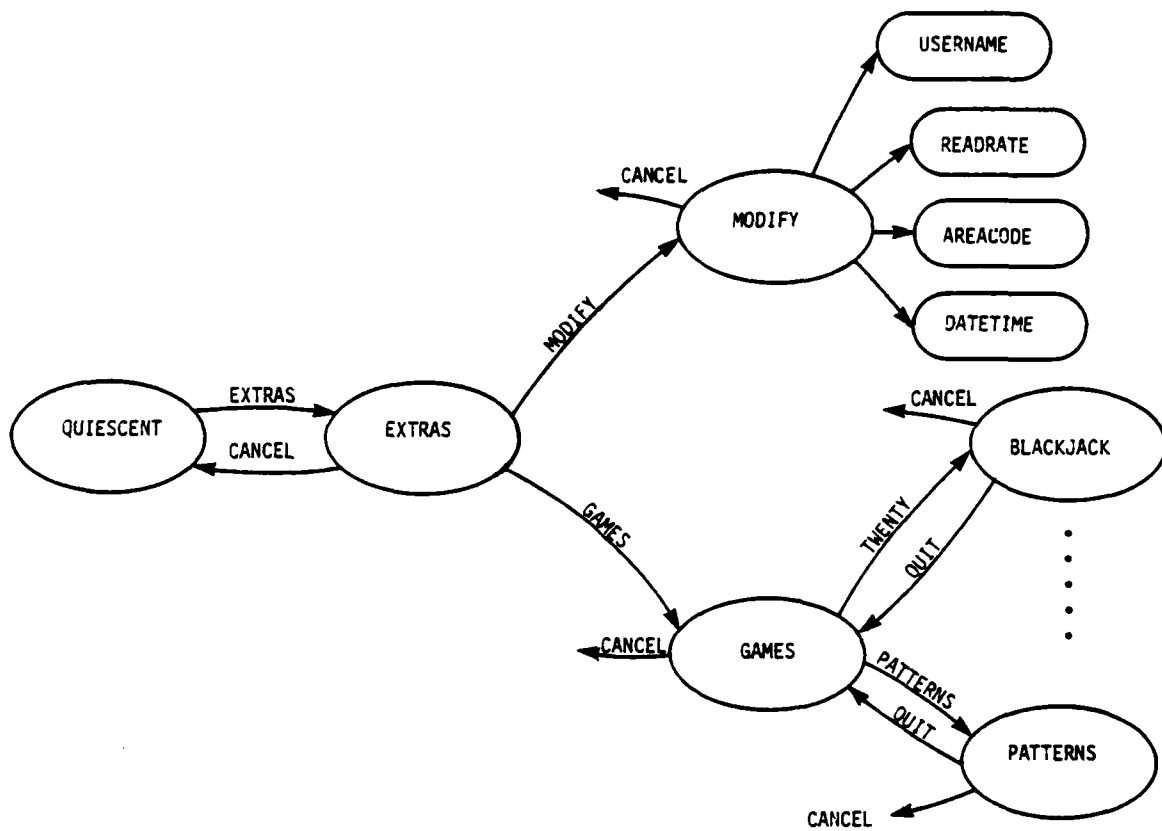 USERNAME
READRATE
CANCEL
MODIFY
AREACODE
DATETIME
MODIFY
EXTRAS
QUIESCENT
CANCEL
EXTRAS
CANCEL
BLACKJACK
GAMES
TWENTY
QUIT
CANCEL
GAMES
PATTERNS
QUIT
PATTERNS
CANCEL